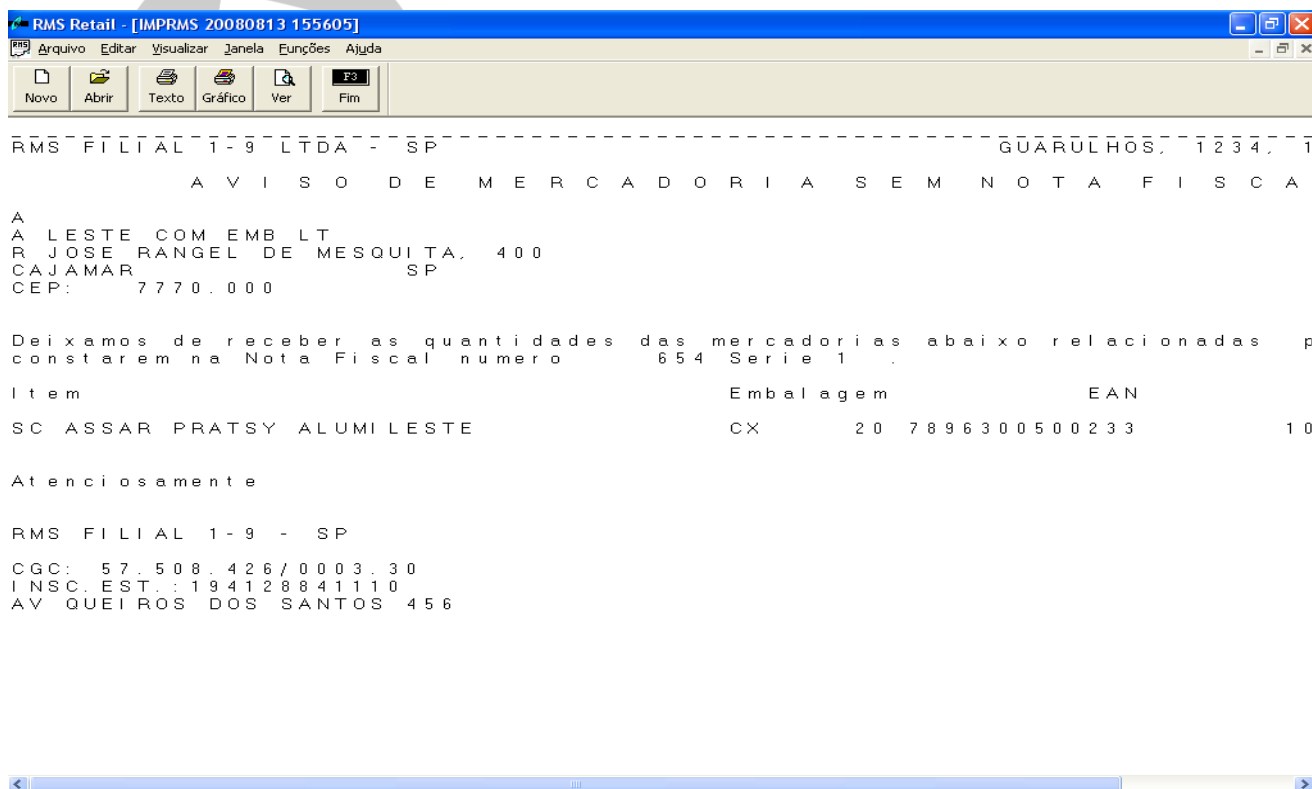 RMS Retail - [IMPRMS 20080813 155605]
Arquivo Editar Visualizar Janela Funções Ajuda
Novo Abrir Texto Gráfico Ver F3 Fim
RMS FILIAL 1-9 LTDA - SP GUARULHOS, 1234, 1
AVISO DE MERCADORIA SEM NOTA FISCA
A
A LESTE COM EMB LT
R JOSE RANGEL DE MESQUITA, 400
CAJAMAR SP
CEP: 7770.000
Deixamos de receber as quantidades das mercadorias abaixo relacionadas p
constarem na Nota Fiscal numero 654 Serie 1 .
Item Embalagem EAN
SC ASSAR PRATSY ALUMILESTE CX 20 7896300500233 10
Atenciosamente
RMS FILIAL 1-9 - SP
CGC: 57.508.426/0003.30
INSC.EST.:194128841110
AV QUEIROS DOS SANTOS 456